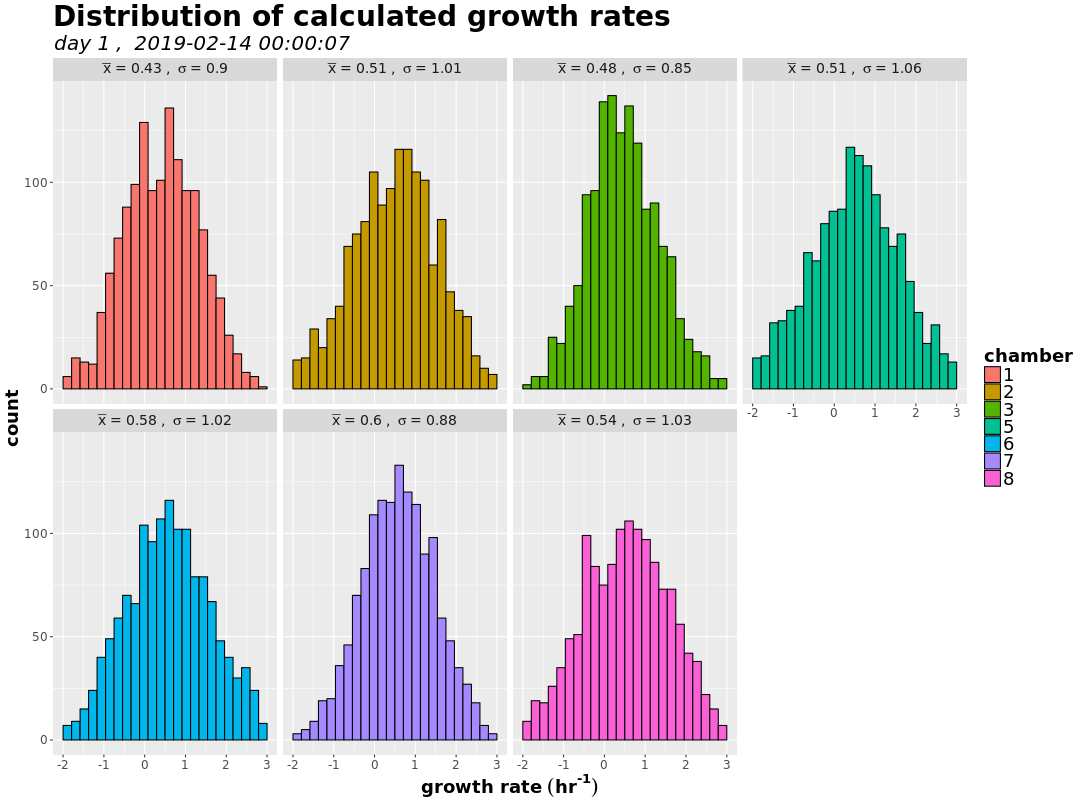 Distribution of calculated growth rates
day 1 ,  2019-02-14 00:00:07
x̅ = 0.43 ,  σ = 0.9
x̅ = 0.51 ,  σ = 1.01
x̅ = 0.48 ,  σ = 0.85
x̅ = 0.51 ,  σ = 1.06
100
50
0
-2 -1 0 1 2 3
x̅ = 0.58 ,  σ = 1.02
x̅ = 0.6 ,  σ = 0.88
x̅ = 0.54 ,  σ = 1.03
100
50
0
-2 -1 0 1 2 3
-2 -1 0 1 2 3
-2 -1 0 1 2 3
count
growth rate (hr⁻¹)
chamber
1
2
3
5
6
7
8